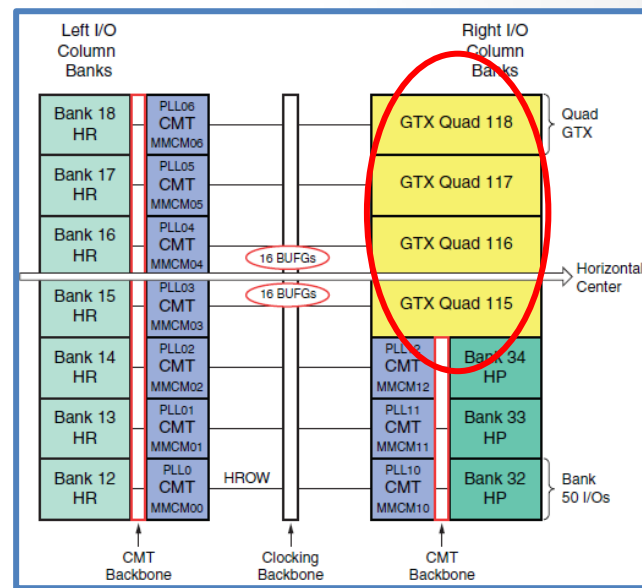 Left I/O
Column
Banks
Right I/O
Column
Banks
Bank 18
HR
PLL06
CMT
MMCM06
GTX Quad 118
Quad
GTX
Bank 17
HR
PLL05
CMT
MMCM05
GTX Quad 117
Bank 16
HR
PLL04
CMT
MMCM04
16 BUFGs
GTX Quad 116
Horizontal
Center
Bank 15
HR
PLL03
CMT
MMCM03
16 BUFGs
GTX Quad 115
Bank 14
HR
PLL02
CMT
MMCM02
CMT
MMCM12
Bank 34
HP
Bank 13
HR
PLL01
CMT
MMCM01
PLL11
CMT
MMCM11
Bank 33
HP
Bank 12
HR
PLL0
CMT
MMCM00
HROW
PLL10
CMT
MMCM10
Bank 32
HP
Bank
50 I/Os
CMT
Backbone
Clocking
Backbone
CMT
Backbone